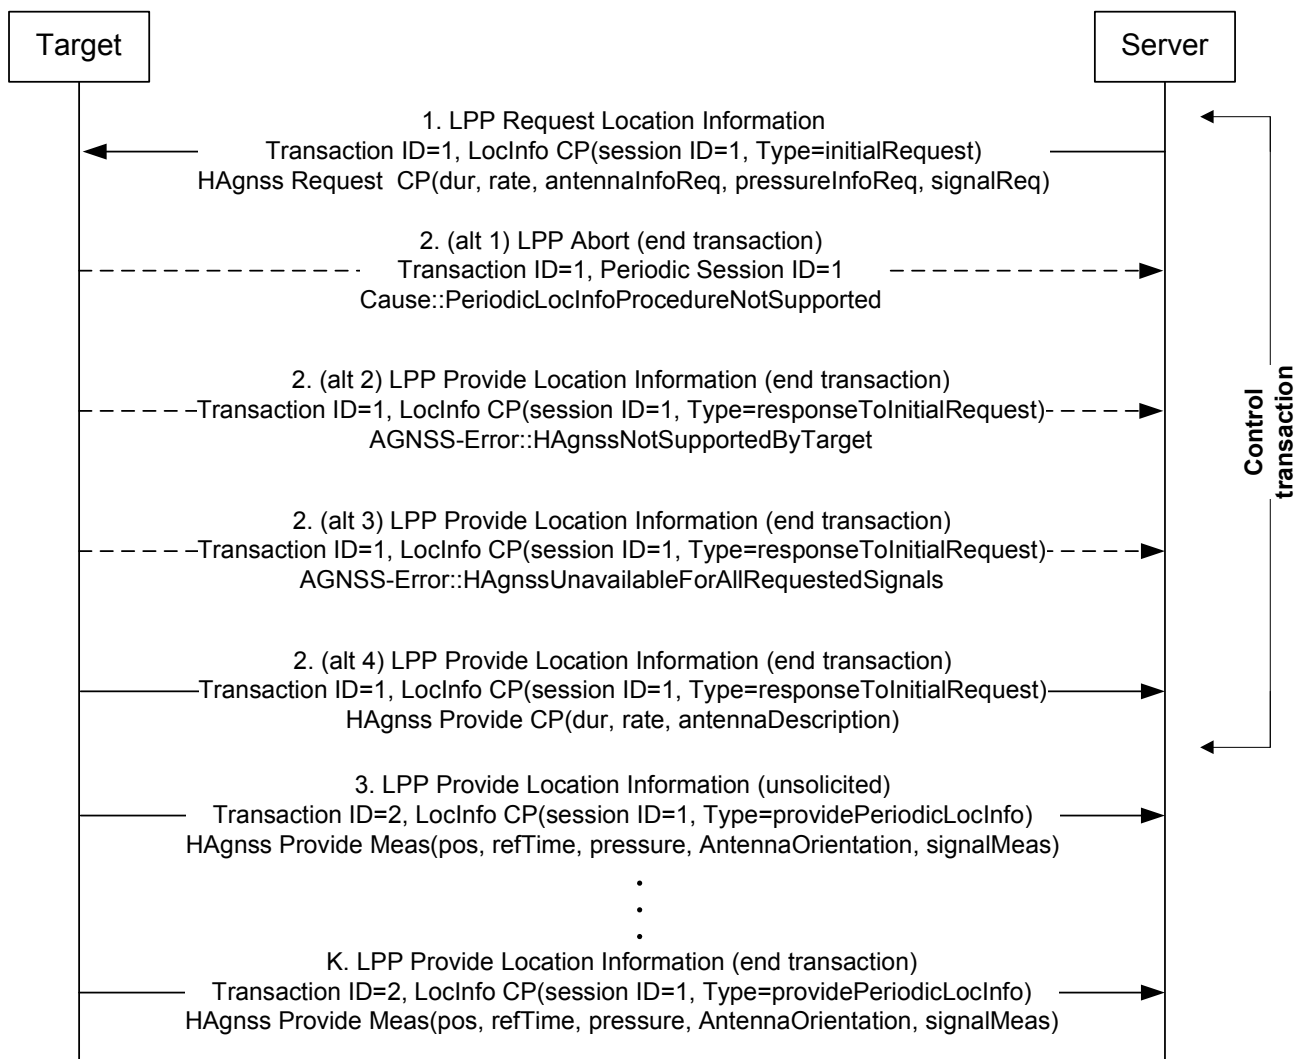 Target
Server
1. LPP Request Location Information
Transaction ID=1, LocInfo CP(session ID=1, Type=initialRequest)
HAgnss Request  CP(dur, rate, antennaInfoReq, pressureInfoReq, signalReq)
2. (alt 1) LPP Abort (end transaction)
Transaction ID=1, Periodic Session ID=1
Cause::PeriodicLocInfoProcedureNotSupported
2. (alt 2) LPP Provide Location Information (end transaction)
Transaction ID=1, LocInfo CP(session ID=1, Type=responseToInitialRequest)
AGNSS-Error::HAgnssNotSupportedByTarget
Control
transaction
2. (alt 3) LPP Provide Location Information (end transaction)
Transaction ID=1, LocInfo CP(session ID=1, Type=responseToInitialRequest)
AGNSS-Error::HAgnssUnavailableForAllRequestedSignals
2. (alt 4) LPP Provide Location Information (end transaction)
Transaction ID=1, LocInfo CP(session ID=1, Type=responseToInitialRequest)
HAgnss Provide CP(dur, rate, antennaDescription)
3. LPP Provide Location Information (unsolicited)
Transaction ID=2, LocInfo CP(session ID=1, Type=providePeriodicLocInfo)
HAgnss Provide Meas(pos, refTime, pressure, AntennaOrientation, signalMeas)
.
.
.
K. LPP Provide Location Information (end transaction)
Transaction ID=2, LocInfo CP(session ID=1, Type=providePeriodicLocInfo)
HAgnss Provide Meas(pos, refTime, pressure, AntennaOrientation, signalMeas)